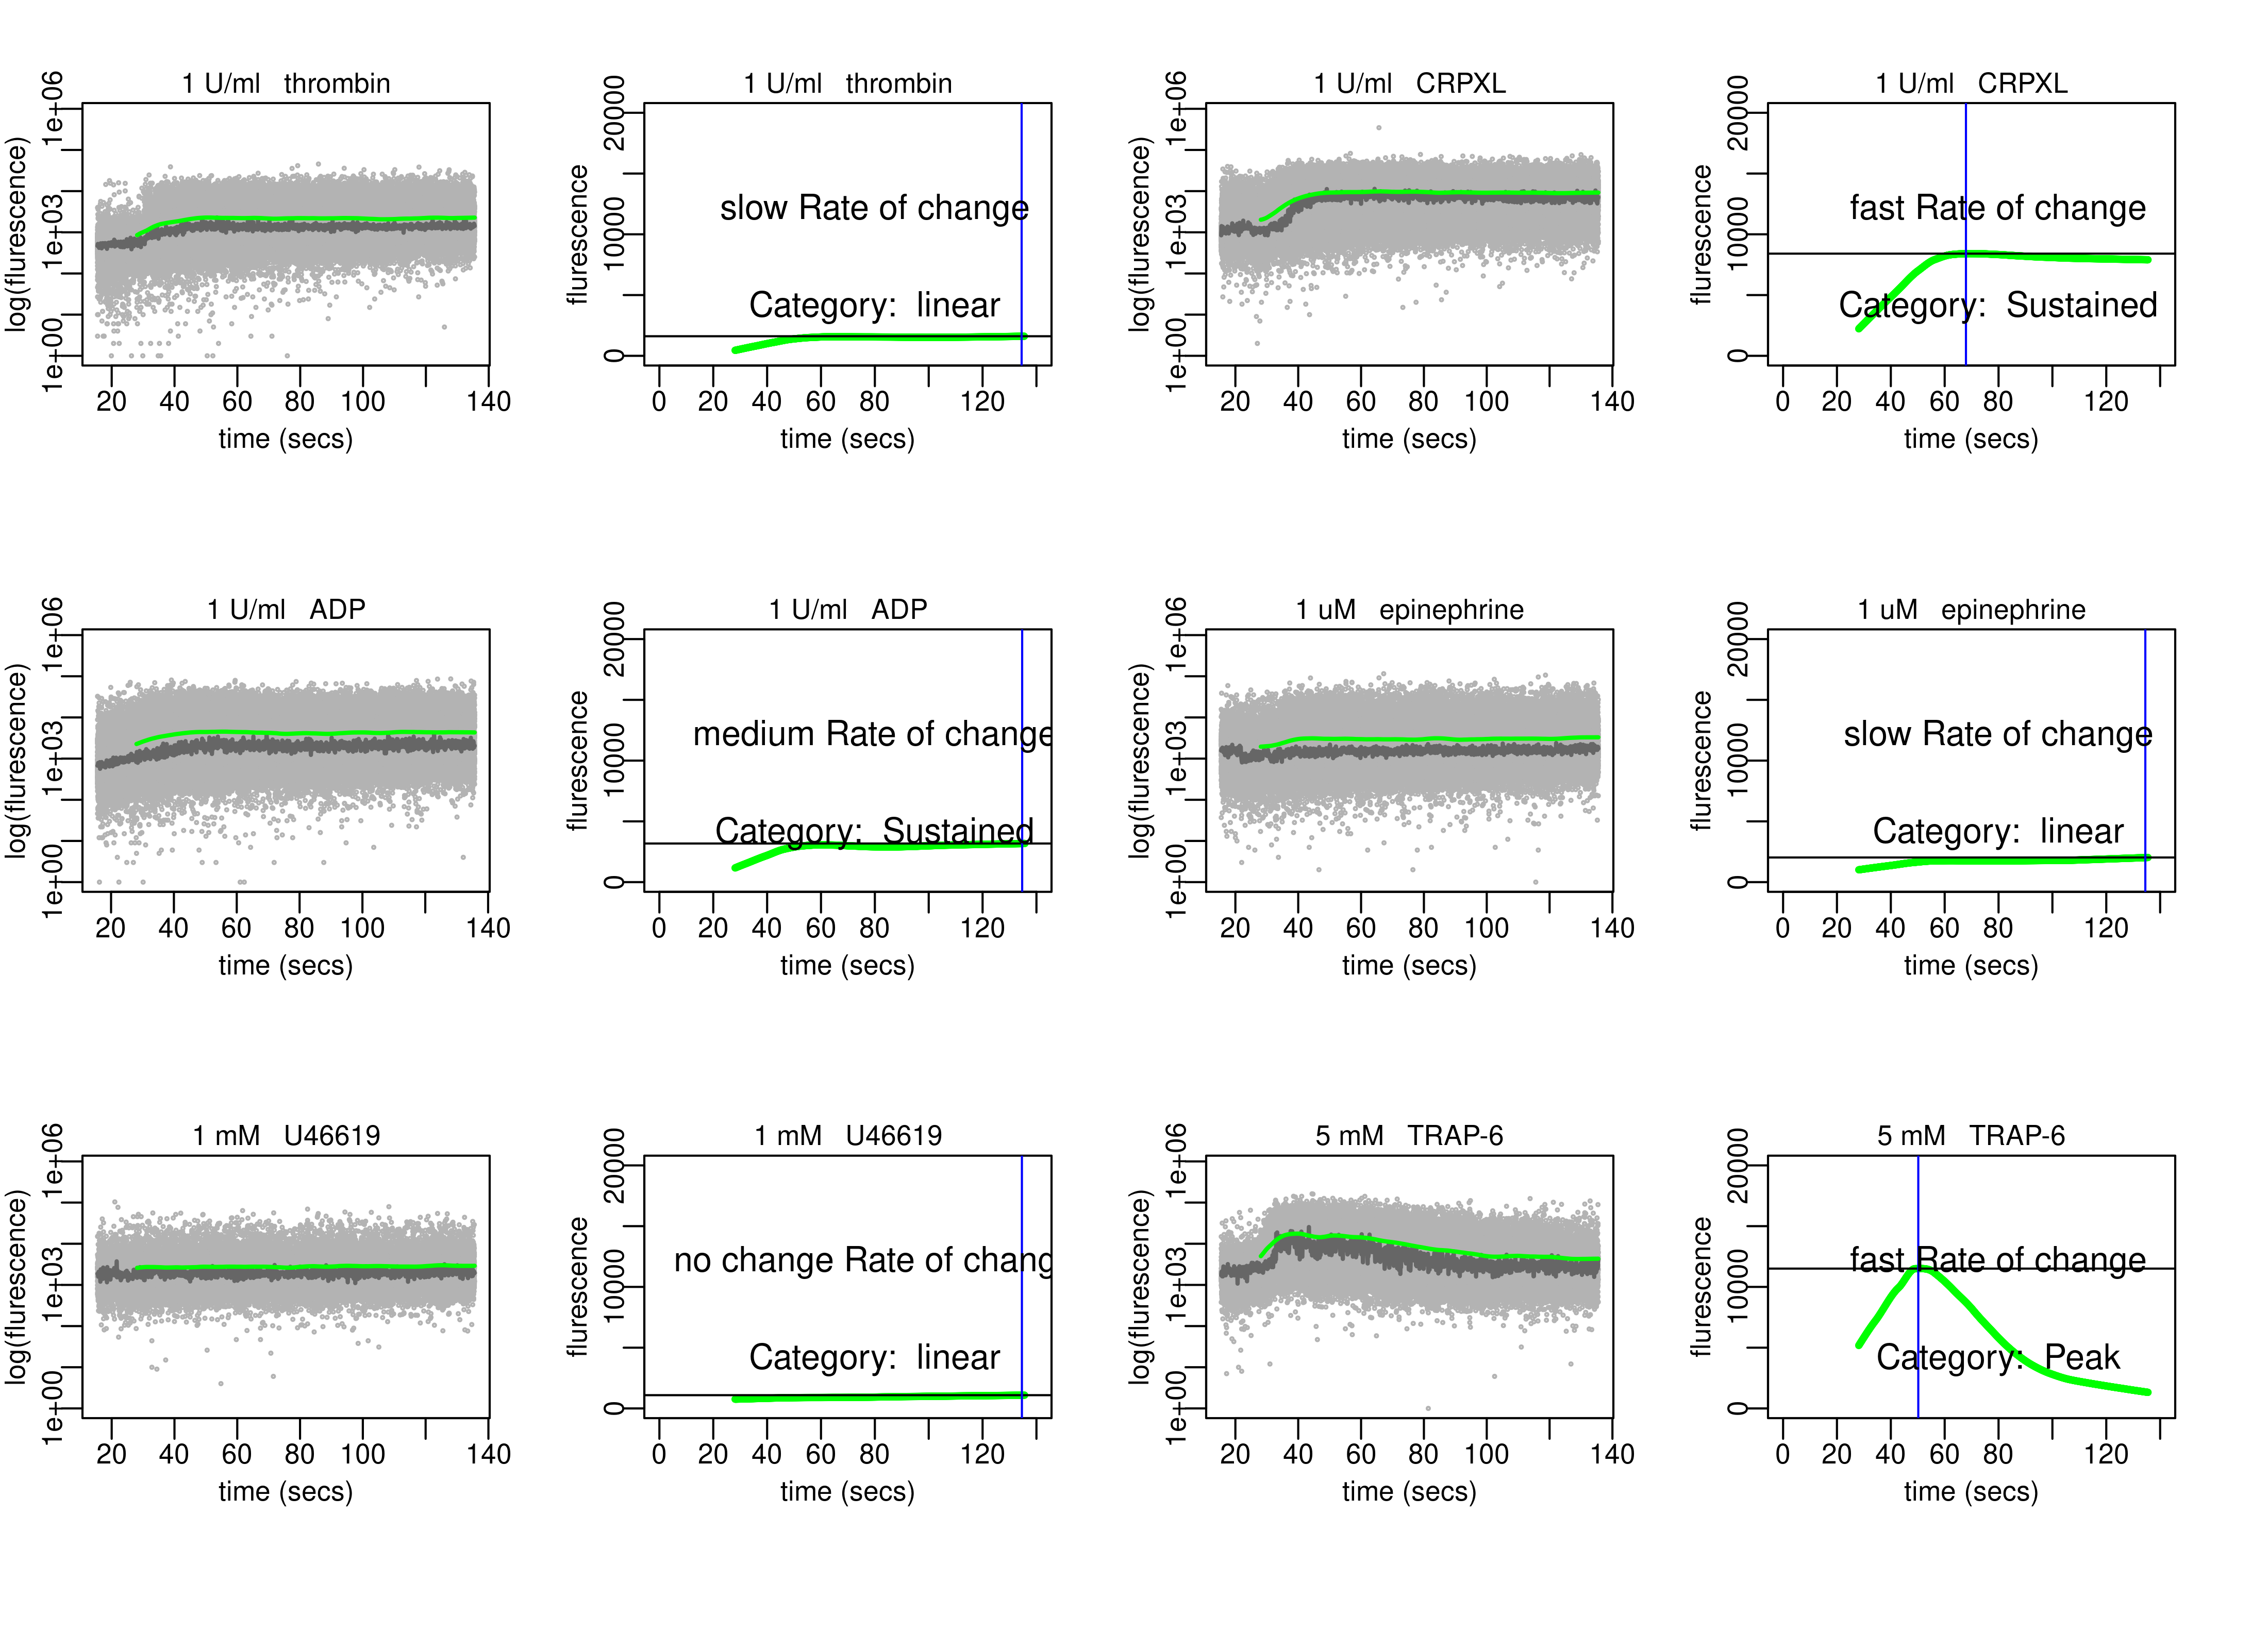 1 U/ml   thrombin
log(flurescence)
1e+00 1e+03 1e+06
20 40 60 80 100 140
time (secs)
1 U/ml   thrombin
flurescence
0 10000 20000
slow Rate of change
Category:  linear
0 20 40 60 80 120
time (secs)
1 U/ml   CRPXL
log(flurescence)
1e+00 1e+03 1e+06
20 40 60 80 100 140
time (secs)
1 U/ml   CRPXL
flurescence
0 10000 20000
fast Rate of change
Category:  Sustained
0 20 40 60 80 120
time (secs)
1 U/ml   ADP
log(flurescence)
1e+00 1e+03 1e+06
20 40 60 80 100 140
time (secs)
1 U/ml   ADP
flurescence
0 10000 20000
medium Rate of change
Category:  Sustained
0 20 40 60 80 120
time (secs)
1 uM   epinephrine
log(flurescence)
1e+00 1e+03 1e+06
20 40 60 80 100 140
time (secs)
1 uM   epinephrine
flurescence
0 10000 20000
slow Rate of change
Category:  linear
0 20 40 60 80 120
time (secs)
1 mM   U46619
log(flurescence)
1e+00 1e+03 1e+06
20 40 60 80 100 140
time (secs)
1 mM   U46619
flurescence
0 10000 20000
no change Rate of chang
Category:  linear
0 20 40 60 80 120
time (secs)
5 mM   TRAP-6
log(flurescence)
1e+00 1e+03 1e+06
20 40 60 80 100 140
time (secs)
5 mM   TRAP-6
flurescence
0 10000 20000
fast Rate of change
Category:  Peak
0 20 40 60 80 120
time (secs)